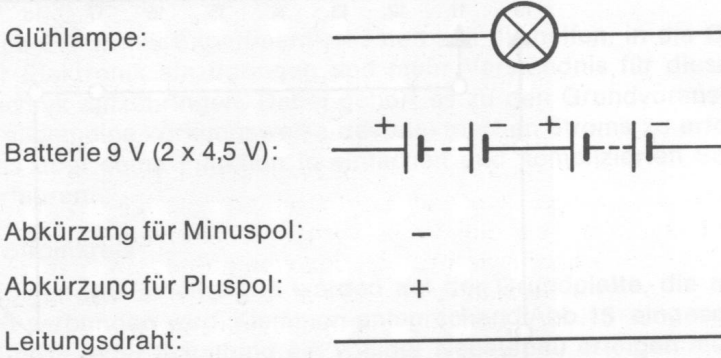 Glühlampe:
Batterie 9 V (2 x 4,5 V): + + −
Abkürzung für Minuspol: −
Abkürzung für Pluspol: +
Leitungsdraht: